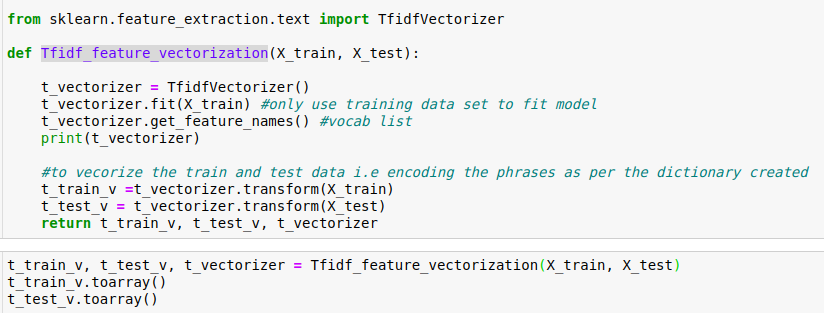 from sklearn.feature_extraction.text import TfidfVectorizer
def Tfidf_feature_vectorization(X_train, X_test):
t_vectorizer = TfidfVectorizer()
t_vectorizer.fit(X_train) #only use training data set to fit model
t_vectorizer.get_feature_names() #vocab list
print(t_vectorizer)
#to vecorize the train and test data i.e encoding the phrases as per the dictionary created
t_train_v =t_vectorizer.transform(X_train)
t_test_v = t_vectorizer.transform(X_test)
return t_train_v, t_test_v, t_vectorizer
t_train_v, t_test_v, t_vectorizer = Tfidf_feature_vectorization(X_train, X_test)
t_train_v.toarray()
t_test_v.toarray()